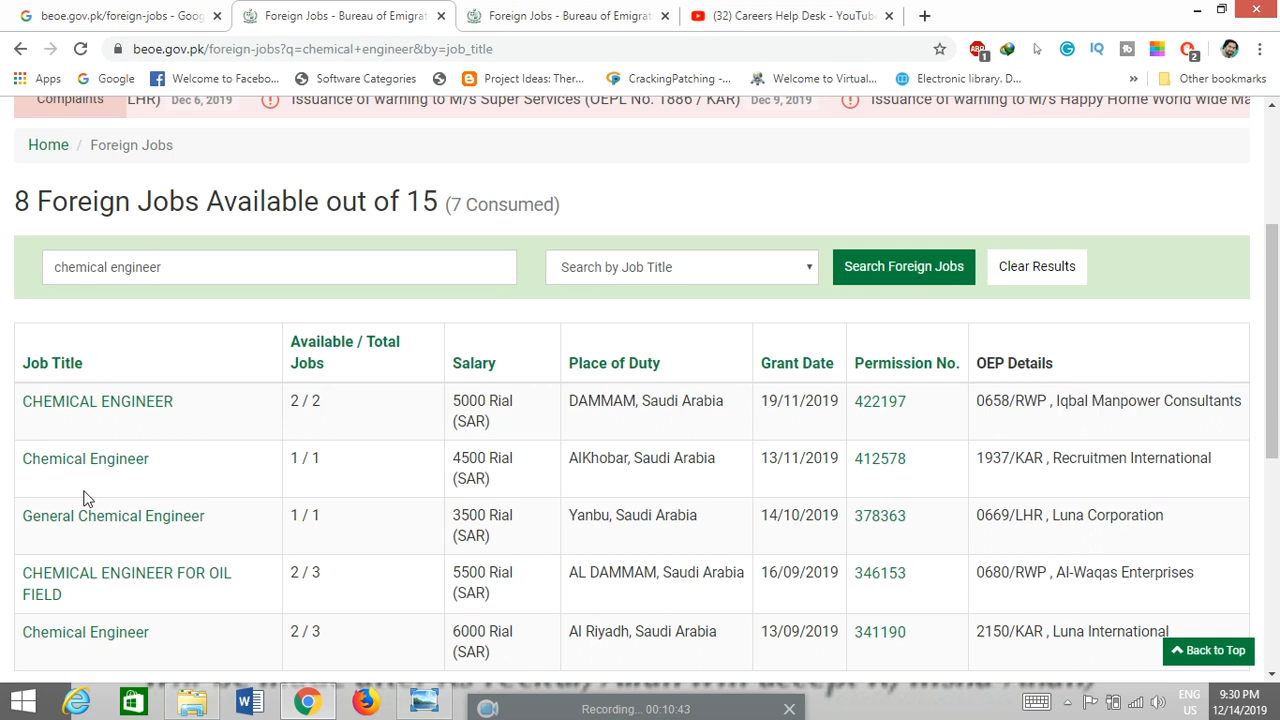 beoe.gov.pk/foreign-jobs - Goog
Foreign Jobs - Bureau of Emigrat
Foreign Jobs - Bureau of Emigrat
(32) Careers Help Desk - YouTube
beoe.gov.pk/foreign-jobs?q=chemical+engineer&by=job_title
ABP 1 IQ 2
Apps Google Welcome to Facebo... Software Categories Project Ideas: Ther... CrackingPatching -... Welcome to Virtual... Electronic library. D... » Other bookmarks
Complaints LHR) Dec 6, 2019 Issuance of warning to M/s Super Services (OEPL No. 1886 / KAR) Dec 9, 2019 Issuance of warning to M/s Happy Home World wide Ma
Home / Foreign Jobs
8 Foreign Jobs Available out of 15 (7 Consumed)
chemical engineer Search by Job Title Search Foreign Jobs Clear Results
Job Title Available / Total Jobs Salary Place of Duty Grant Date Permission No. OEP Details
CHEMICAL ENGINEER 2 / 2 5000 Rial (SAR) DAMMAM, Saudi Arabia 19/11/2019 422197 0658/RWP , Iqbal Manpower Consultants
Chemical Engineer 1 / 1 4500 Rial (SAR) AlKhobar, Saudi Arabia 13/11/2019 412578 1937/KAR , Recruitmen International
General Chemical Engineer 1 / 1 3500 Rial (SAR) Yanbu, Saudi Arabia 14/10/2019 378363 0669/LHR , Luna Corporation
CHEMICAL ENGINEER FOR OIL FIELD 2 / 3 5500 Rial (SAR) AL DAMMAM, Saudi Arabia 16/09/2019 346153 0680/RWP , Al-Waqas Enterprises
Chemical Engineer 2 / 3 6000 Rial (SAR) Al Riyadh, Saudi Arabia 13/09/2019 341190 2150/KAR , Luna International
Back to Top
Recording... 00:10:43
ENG US
9:30 PM
12/14/2019